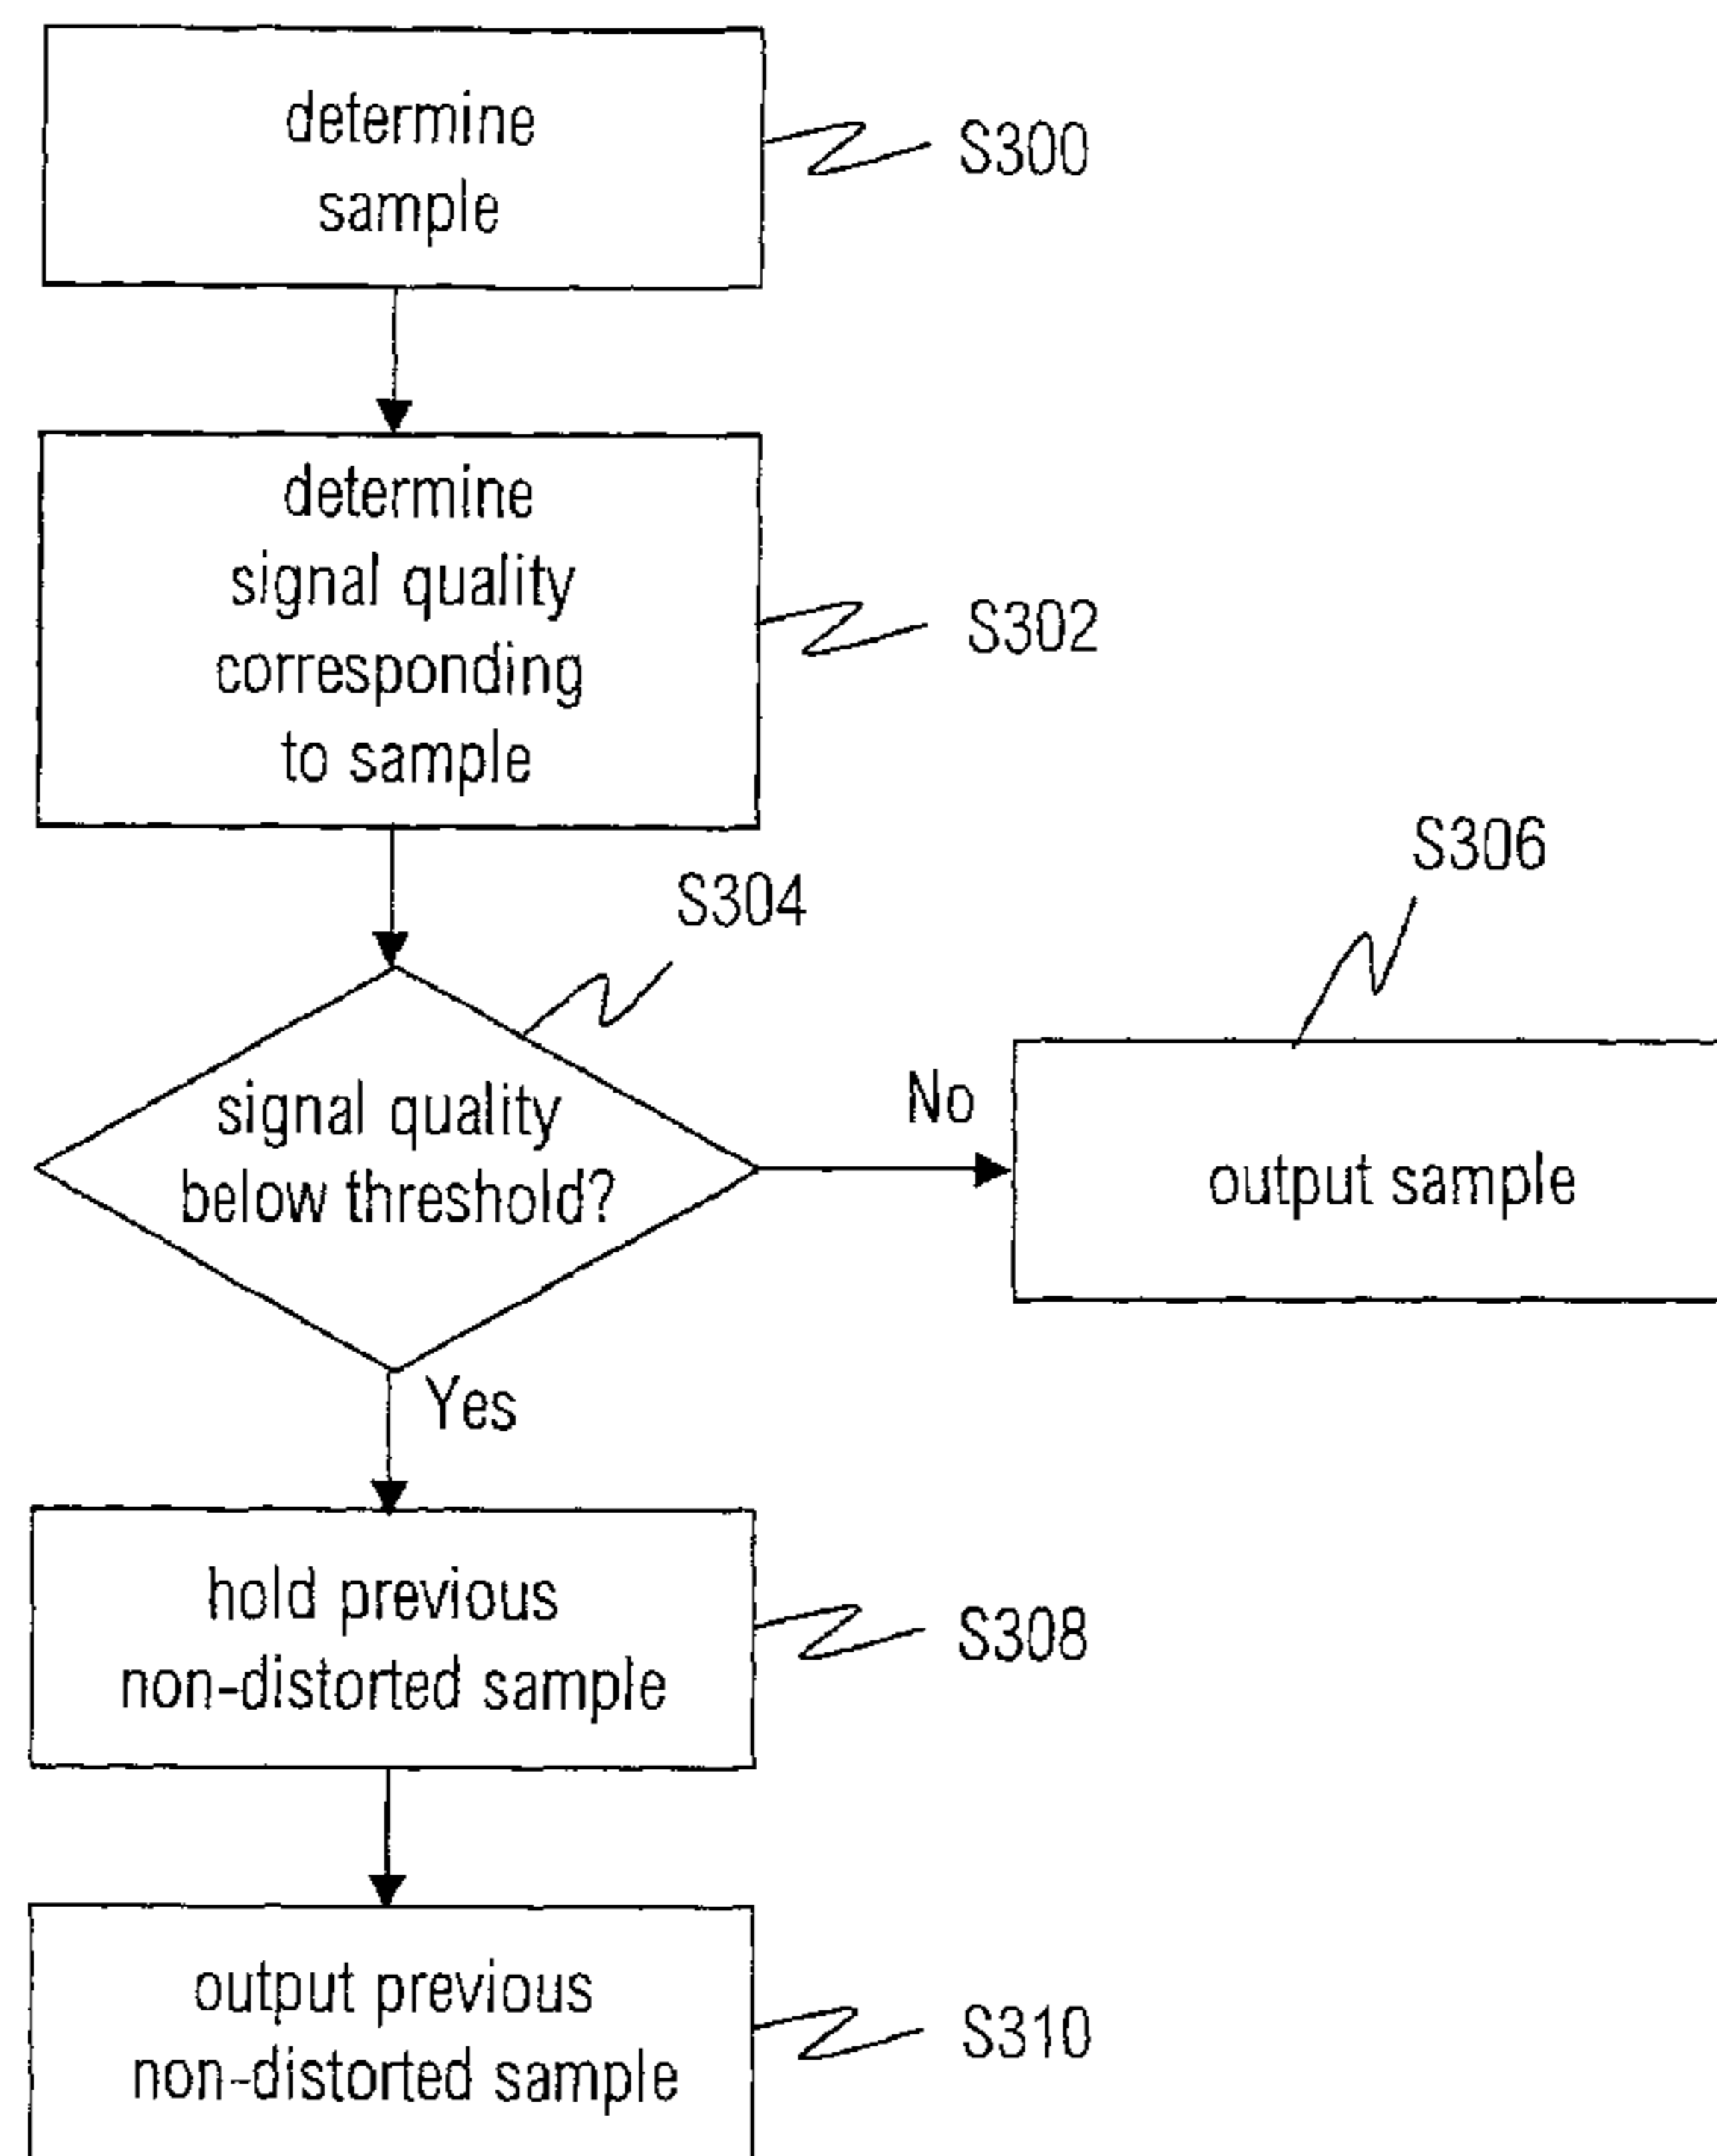 determine
sample
S300
determine
signal quality
corresponding
to sample
S302
S304
S306
signal quality
below threshold?
No
output sample
Yes
hold previous
non-distorted sample
S308
output previous
non-distorted sample
S310